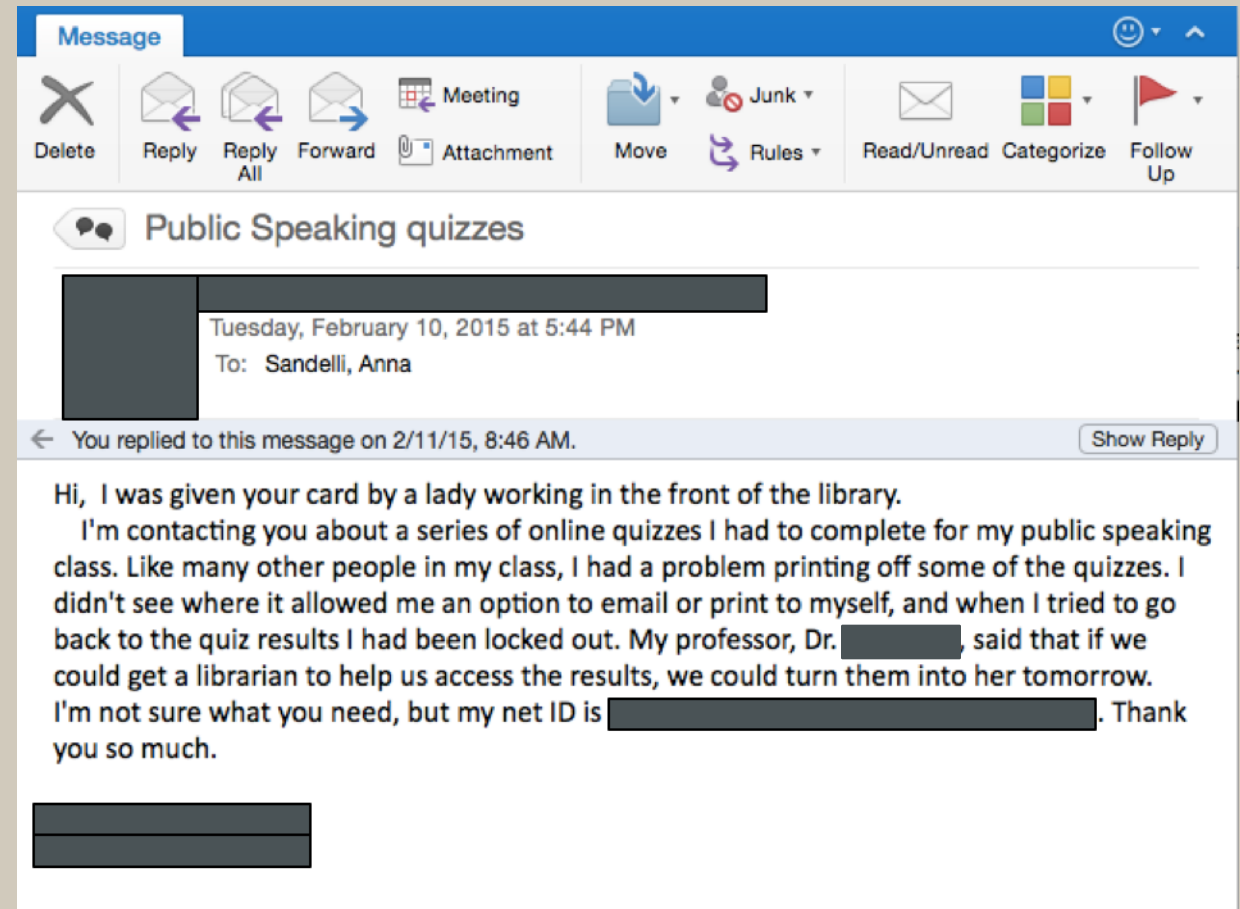 Message
Meeting
Junk
Delete
Reply
Reply All
Forward
Attachment
Move
Rules
Read/Unread
Categorize
Follow Up
Public Speaking quizzes
Tuesday, February 10, 2015 at 5:44 PM
To: Sandelli, Anna
You replied to this message on 2/11/15, 8:46 AM.
Show Reply
Hi,  I was given your card by a lady working in the front of the library.
I'm contacting you about a series of online quizzes I had to complete for my public speaking
class. Like many other people in my class, I had a problem printing off some of the quizzes. I
didn't see where it allowed me an option to email or print to myself, and when I tried to go
back to the quiz results I had been locked out. My professor, Dr. , said that if we
could get a librarian to help us access the results, we could turn them into her tomorrow.
I'm not sure what you need, but my net ID is . Thank
you so much.